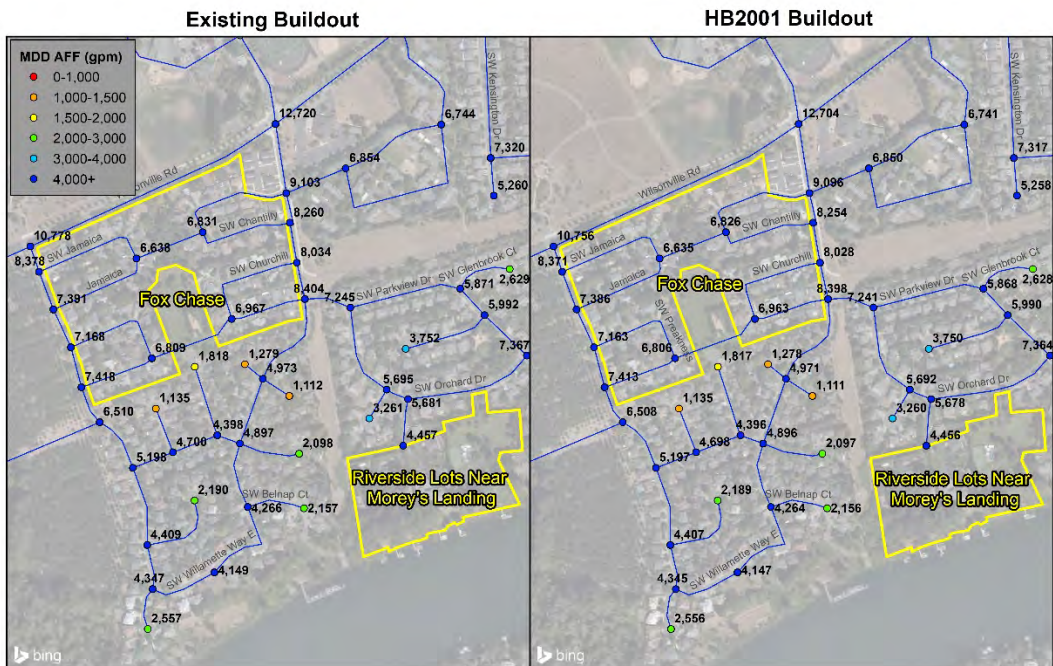 Existing Buildout
HB2001 Buildout
MDD AFF (gpm)
0-1,000
1,000-1,500
1,500-2,000
2,000-3,000
3,000-4,000
4,000+
12,720
6,744
SW Kensington Dr
7,320
5,260
6,854
onville Rd
9,103
8,260
6,831
SW Chantilly
10,778
SW Jamaica
8,378
6,638
8,034
SW Churchill
Jamaica
Fox Chase
7,391
8,404
7,245
SW Parkview Dr
SW Glenbrook Ct
5,871
2,629
5,992
6,967
7,168
6,809
1,818
1,279
3,752
7,367
4,973
7,418
1,112
5,695
SW Orchard Dr
5,681
1,135
3,261
6,510
4,398
4,897
4,457
4,700
2,098
5,198
Riverside Lots Near
Morey's Landing
2,190
SW Belnap Ct
4,266
2,157
4,409
SW Willamette Way E
4,149
4,347
2,557
bing
12,704
6,741
SW Kensington Dr
7,317
5,258
6,850
Wilsonville Rd
9,096
8,254
6,826
SW Chantilly
10,756
SW Jamaica
8,371
6,635
8,028
SW Churchill
Jamaica
Fox Chase
7,386
8,398
7,241
SW Parkview Dr
SW Glenbrook Ct
5,868
2,628
5,990
6,963
SW Preakness
7,163
6,806
1,817
1,278
3,750
7,364
4,971
7,413
1,111
5,692
SW Orchard Dr
5,678
1,135
3,260
6,508
4,396
4,896
4,456
4,698
2,097
5,197
Riverside Lots Near
Morey's Landing
2,189
SW Belnap Ct
4,264
2,156
4,407
SW Willamette Way E
4,147
4,345
2,556
bing